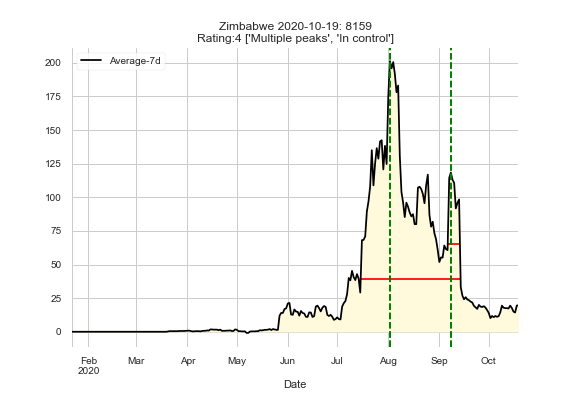 Zimbabwe 2020-10-19: 8159
Rating:4 ['Multiple peaks', 'In control']
Average-7d
200
175
150
125
100
75
50
25
0
Feb Mar Apr May Jun Jul Aug Sep Oct
2020
Date